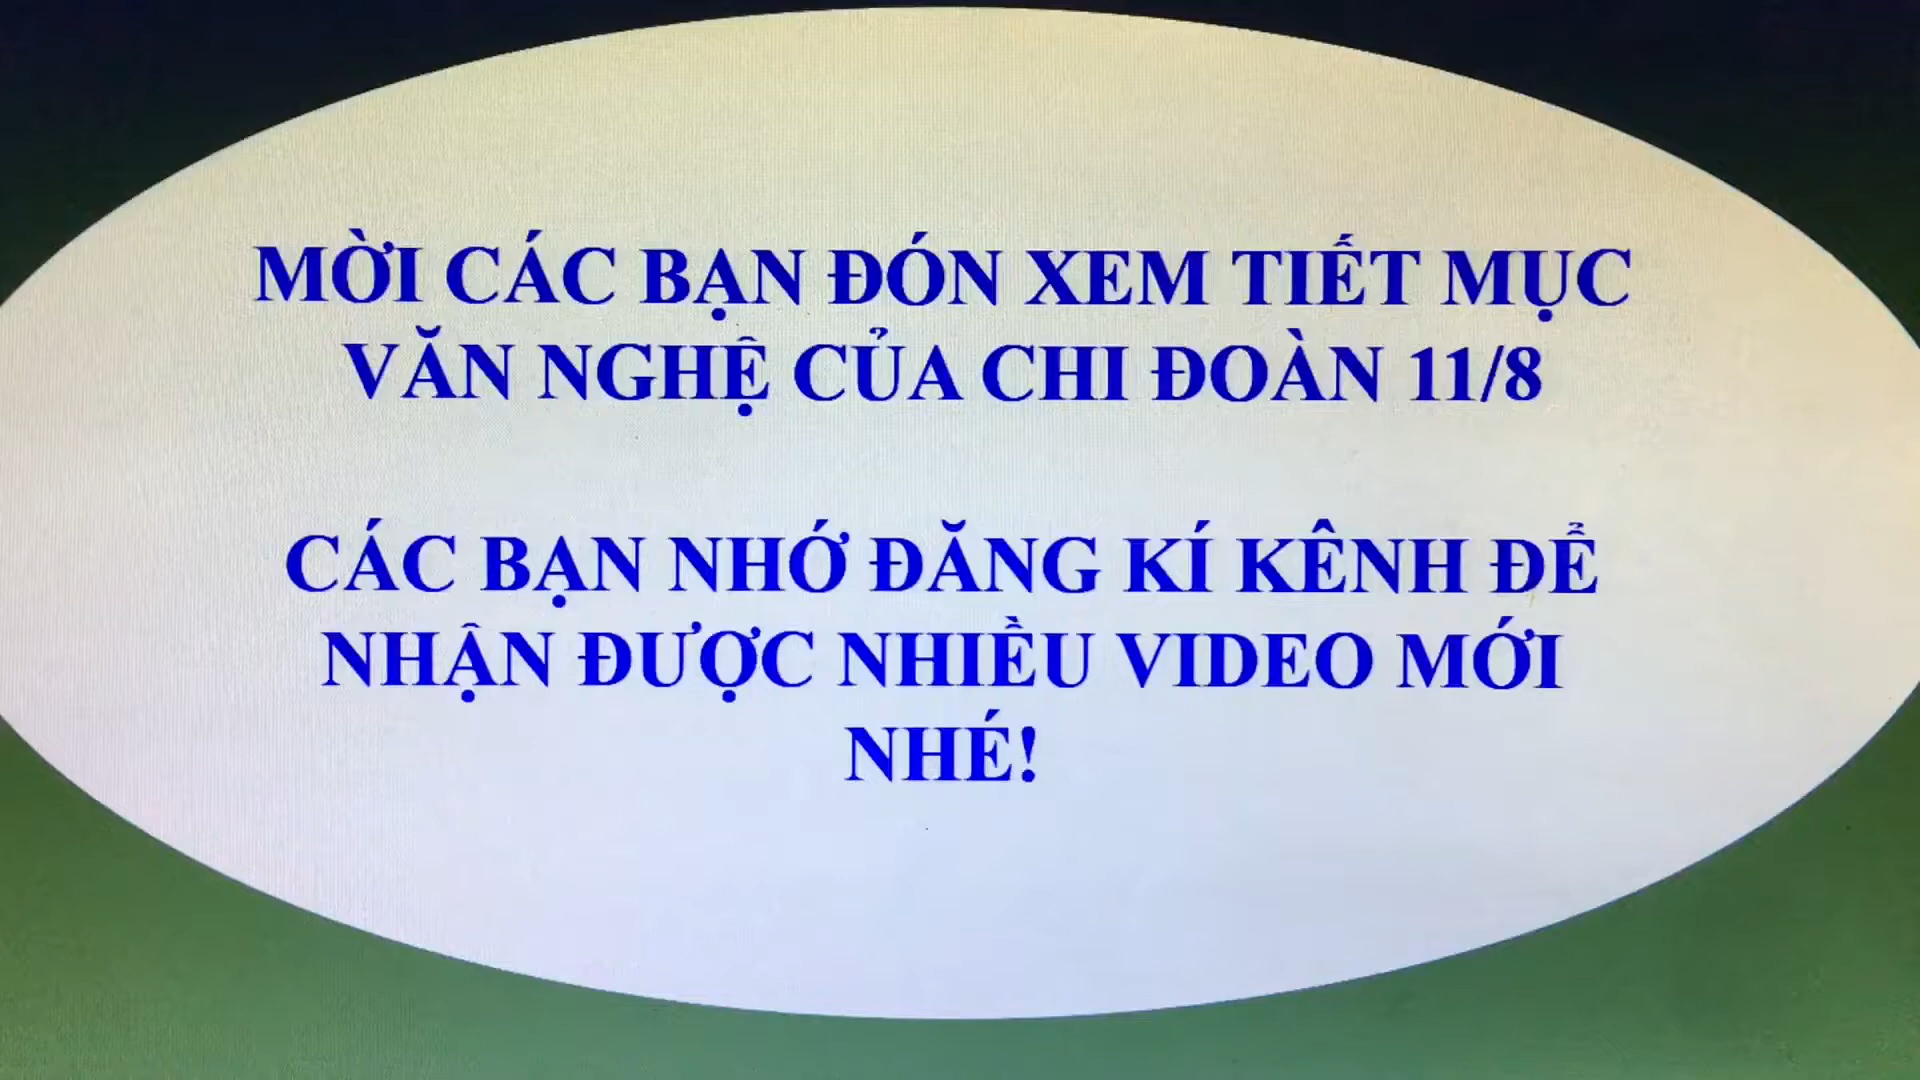 MỜI CÁC BẠN ĐÓN XEM TIẾT MỤC
VĂN NGHỆ CỦA CHI ĐOÀN 11/8
CÁC BẠN NHỚ ĐĂNG KÍ KÊNH ĐỂ
NHẬN ĐƯỢC NHIỀU VIDEO MỚI
NHÉ!